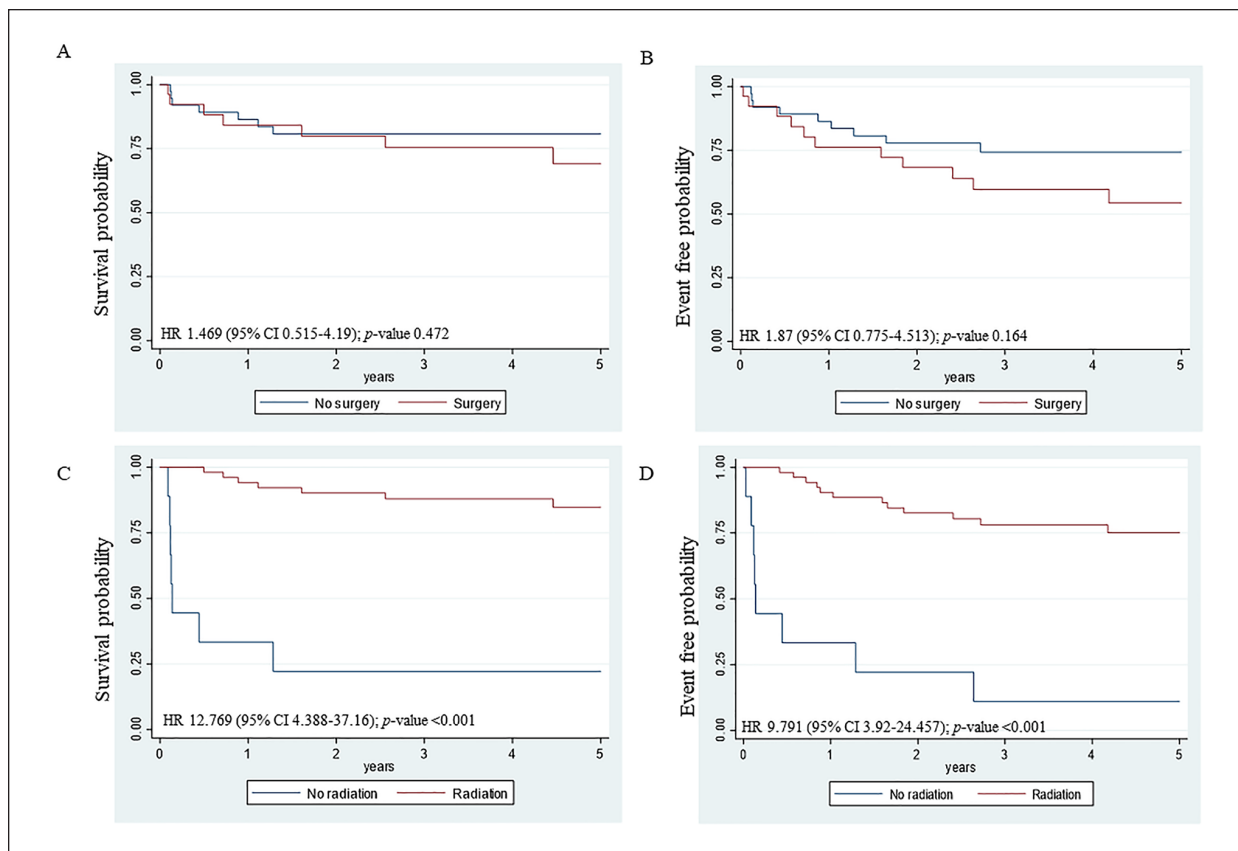 A
Survival probability
1.00
0.75
0.50
0.25
0.00
HR 1.469 (95% CI 0.515-4.19); p-value 0.472
0 1 2 3 4 5
years
No surgery Surgery
B
Event free probability
1.00
0.75
0.50
0.25
0.00
HR 1.87 (95% CI 0.775-4.513); p-value 0.164
0 1 2 3 4 5
years
No surgery Surgery
C
Survival probability
1.00
0.75
0.50
0.25
0.00
HR 12.769 (95% CI 4.388-37.16); p-value <0.001
0 1 2 3 4 5
years
No radiation Radiation
D
Event free probability
1.00
0.75
0.50
0.25
0.00
HR 9.791 (95% CI 3.92-24.457); p-value <0.001
0 1 2 3 4 5
years
No radiation Radiation